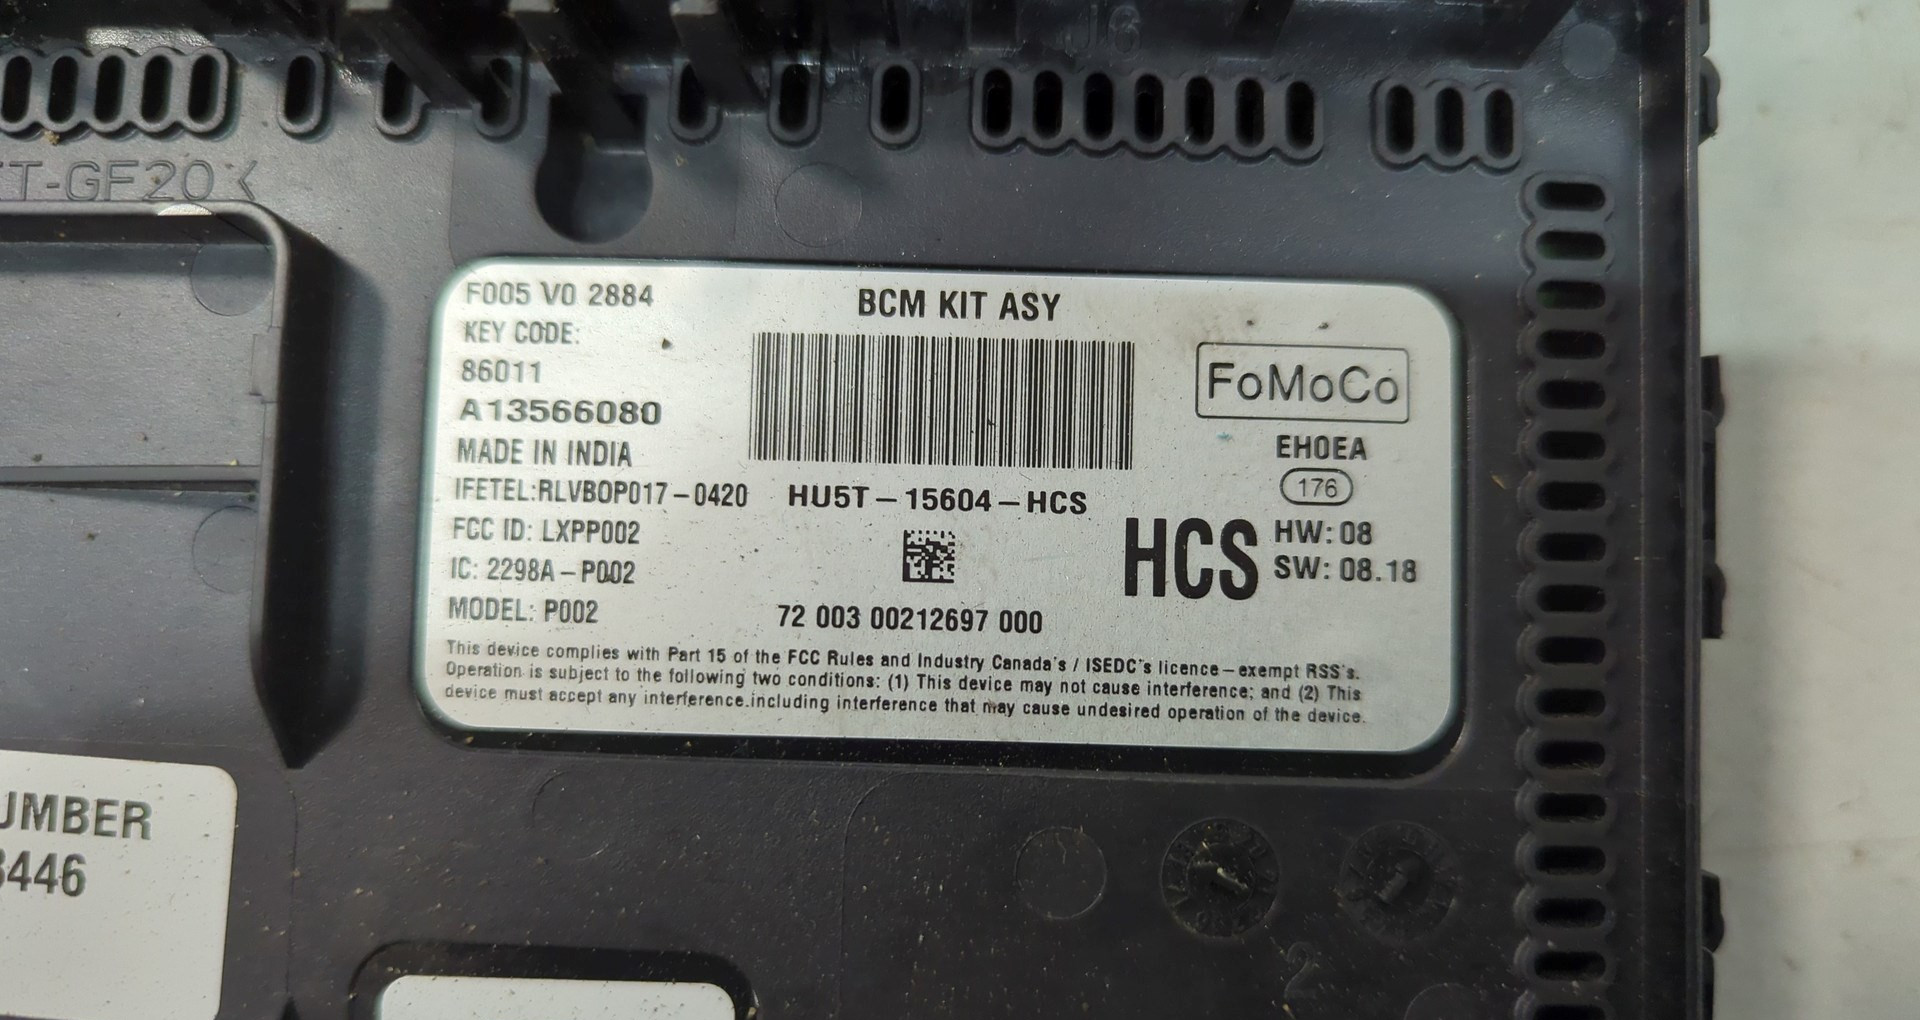 J6
T-GF20<
F005 V0 2884
KEY CODE:
86011
A13566080
MADE IN INDIA
IFETEL:RLVBOP017-0420
FCC ID: LXPP002
IC: 2298A-P002
MODEL: P002
BCM KIT ASY
HU5T-15604-HCS
72 003 00212697 000
FoMoCo
EH0EA
176
HCS
HW: 08
SW: 08.18
This device complies with Part 15 of the FCC Rules and Industry Canada's / ISEDC's licence-exempt RSS's.
Operation is subject to the following two conditions: (1) This device may not cause interference; and (2) This
device must accept any interference.including interference that may cause undesired operation of the device.
UMBER
3446
2